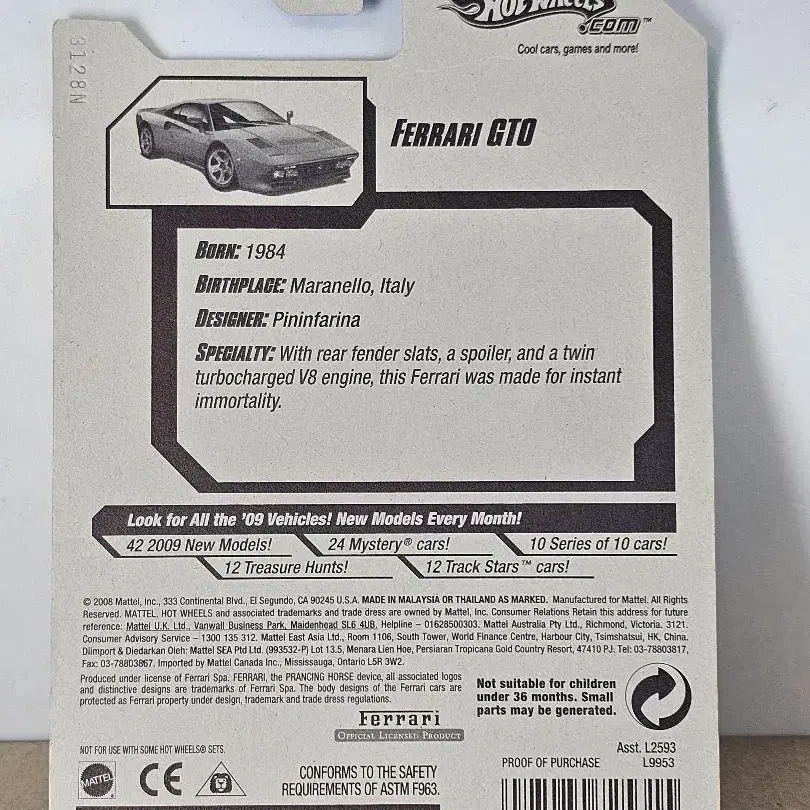 HOT WHEELS
.COM™
Cool cars, games and more!
3128N
FERRARI GTO
BORN: 1984
BIRTHPLACE: Maranello, Italy
DESIGNER: Pininfarina
SPECIALTY: With rear fender slats, a spoiler, and a twin
turbocharged V8 engine, this Ferrari was made for instant
immortality.
Look for All the '09 Vehicles! New Models Every Month!
42 2009 New Models! 24 Mystery® cars! 10 Series of 10 cars!
12 Treasure Hunts! 12 Track Stars™ cars!
© 2008 Mattel, Inc., 333 Continental Blvd., El Segundo, CA 90245 U.S.A. MADE IN MALAYSIA OR THAILAND AS MARKED. Manufactured for Mattel. All Rights
Reserved. MATTEL, HOT WHEELS and associated trademarks and trade dress are owned by Mattel, Inc. Consumer Relations Retain this address for future
reference: Mattel U.K. Ltd., Vanwall Business Park, Maidenhead SL6 4UB. Helpline – 01628500303. Mattel Australia Pty Ltd., Richmond, Victoria. 3121.
Consumer Advisory Service – 1300 135 312. Mattel East Asia Ltd., Room 1106, South Tower, World Finance Centre, Harbour City, Tsimshatsui, HK, China.
Diimport & Diedarkan Oleh: Mattel SEA Ptd Ltd. (993532-P) Lot 13.5, Menara Lien Hoe, Persiaran Tropicana Gold Country Resort, 47410 PJ. Tel: 03-78803817,
Fax: 03-78803867. Imported by Mattel Canada Inc., Mississauga, Ontario L5R 3W2.
Produced under license of Ferrari Spa. FERRARI, the PRANCING HORSE device, all associated logos
and distinctive designs are trademarks of Ferrari Spa. The body designs of the Ferrari cars are
protected as Ferrari property under design, trademark and trade dress regulations.
Not suitable for children
under 36 months. Small
parts may be generated.
Ferrari
OFFICIAL LICENSED PRODUCT
NOT FOR USE WITH SOME HOT WHEELS® SETS.
MATTEL
CE
CONFORMS TO THE SAFETY
REQUIREMENTS OF ASTM F963.
Asst. L2593
PROOF OF PURCHASE L9953